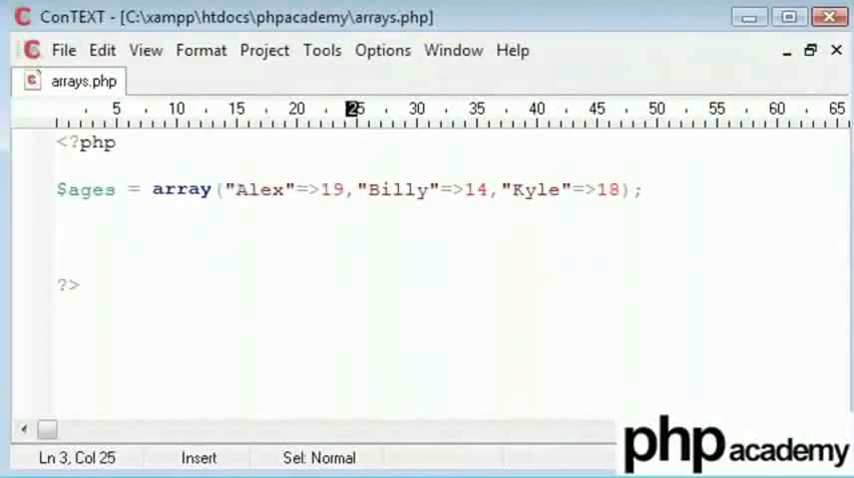 ConTEXT - [C:\xampp\htdocs\phpacademy\arrays.php]
File Edit View Format Project Tools Options Window Help
arrays.php
5 10 15 20 25 30 35 40 45 50 55 60 65
<?php
$ages = array("Alex"=>19,"Billy"=>14,"Kyle"=>18);
?>
Ln 3, Col 25 Insert Sel: Normal
php academy